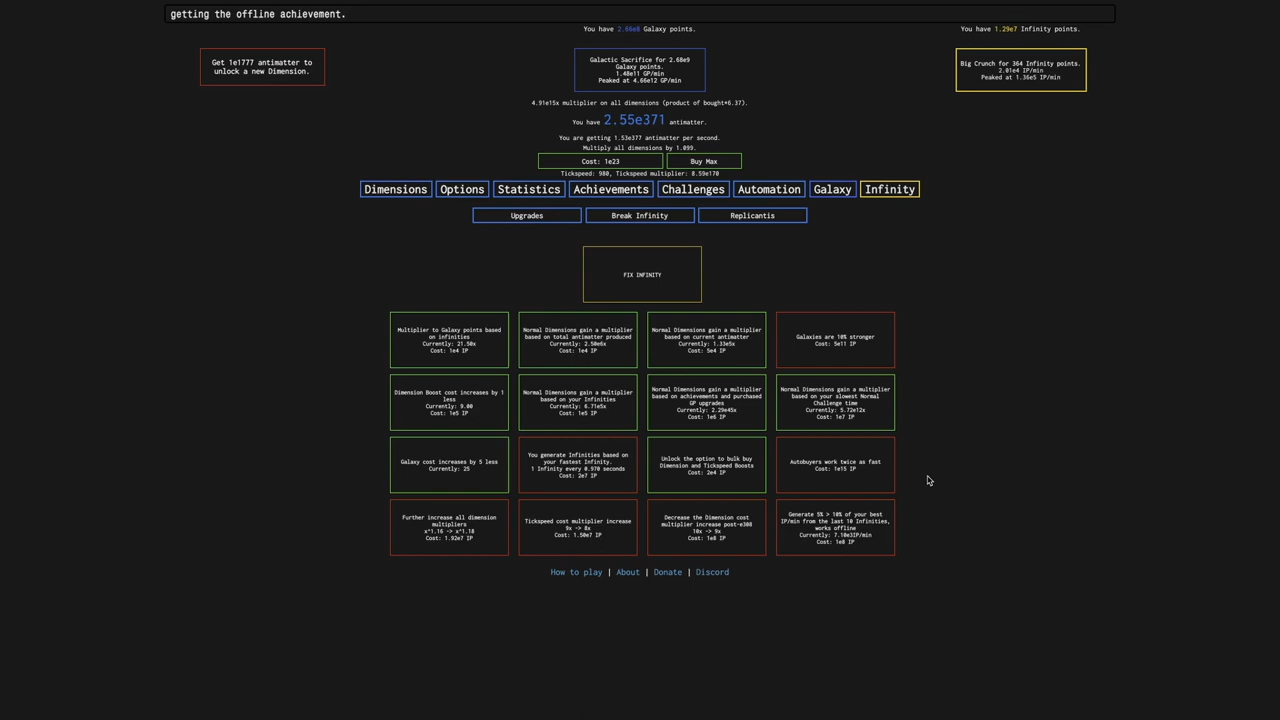 getting the offline achievement.
You have 2.66e8 Galaxy points.
You have 1.29e7 Infinity points.
Get 1e1777 antimatter to
unlock a new Dimension.
Galactic Sacrifice for 2.68e9
Galaxy points.
1.48e11 GP/min
Peaked at 4.66e12 GP/min
Big Crunch for 364 Infinity points.
2.01e4 IP/min
Peaked at 1.36e5 IP/min
4.91e15x multiplier on all dimensions (product of bought*6.37).
You have 2.55e371 antimatter.
You are getting 1.53e377 antimatter per second.
Multiply all dimensions by 1.099.
Cost: 1e23
Buy Max
Tickspeed: 980, Tickspeed multiplier: 8.59e170
Dimensions
Options
Statistics
Achievements
Challenges
Automation
Galaxy
Infinity
Upgrades
Break Infinity
Replicantis
FIX INFINITY
Multiplier to Galaxy points based
on infinities
Currently: 21.50x
Cost: 1e4 IP
Normal Dimensions gain a multiplier
based on total antimatter produced
Currently: 2.50e6x
Cost: 1e4 IP
Normal Dimensions gain a multiplier
based on current antimatter
Currently: 1.33e5x
Cost: 5e4 IP
Galaxies are 10% stronger
Cost: 5e11 IP
Dimension Boost cost increases by 1
less
Currently: 9.00
Cost: 1e5 IP
Normal Dimensions gain a multiplier
based on your Infinities
Currently: 6.71e5x
Cost: 1e5 IP
Normal Dimensions gain a multiplier
based on achievements and purchased
GP upgrades
Currently: 2.29e45x
Cost: 1e6 IP
Normal Dimensions gain a multiplier
based on your slowest Normal
Challenge time
Currently: 5.72e12x
Cost: 1e7 IP
Galaxy cost increases by 5 less
Currently: 25
You generate Infinities based on
your fastest Infinity.
1 Infinity every 0.970 seconds
Cost: 2e7 IP
Unlock the option to bulk buy
Dimension and Tickspeed Boosts
Cost: 2e4 IP
Autobuyers work twice as fast
Cost: 1e15 IP
Further increase all dimension
multipliers
x^1.16 -> x^1.18
Cost: 1.92e7 IP
Tickspeed cost multiplier increase
9x -> 8x
Cost: 1.50e7 IP
Decrease the Dimension cost
multiplier increase post-e308
10x -> 9x
Cost: 1e8 IP
Generate 5% > 10% of your best
IP/min from the last 10 Infinities,
works offline
Currently: 7.10e3IP/min
Cost: 1e8 IP
How to play | About | Donate | Discord